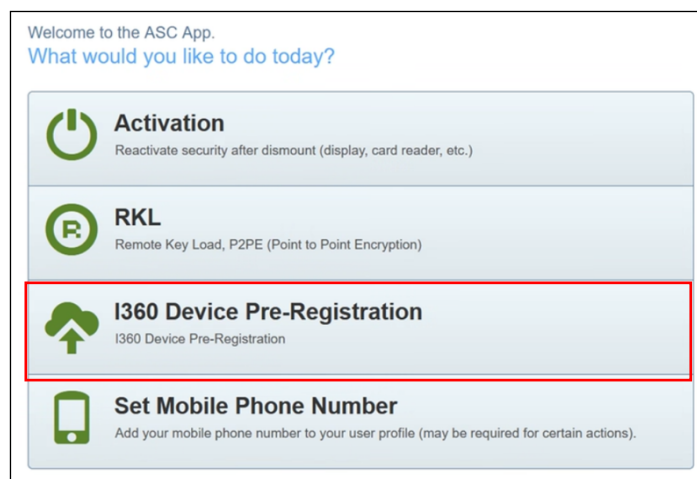 Welcome to the ASC App.
What would you like to do today?
Activation
Reactivate security after dismount (display, card reader, etc.)
R
RKL
Remote Key Load, P2PE (Point to Point Encryption)
I360 Device Pre-Registration
I360 Device Pre-Registration
Set Mobile Phone Number
Add your mobile phone number to your user profile (may be required for certain actions).